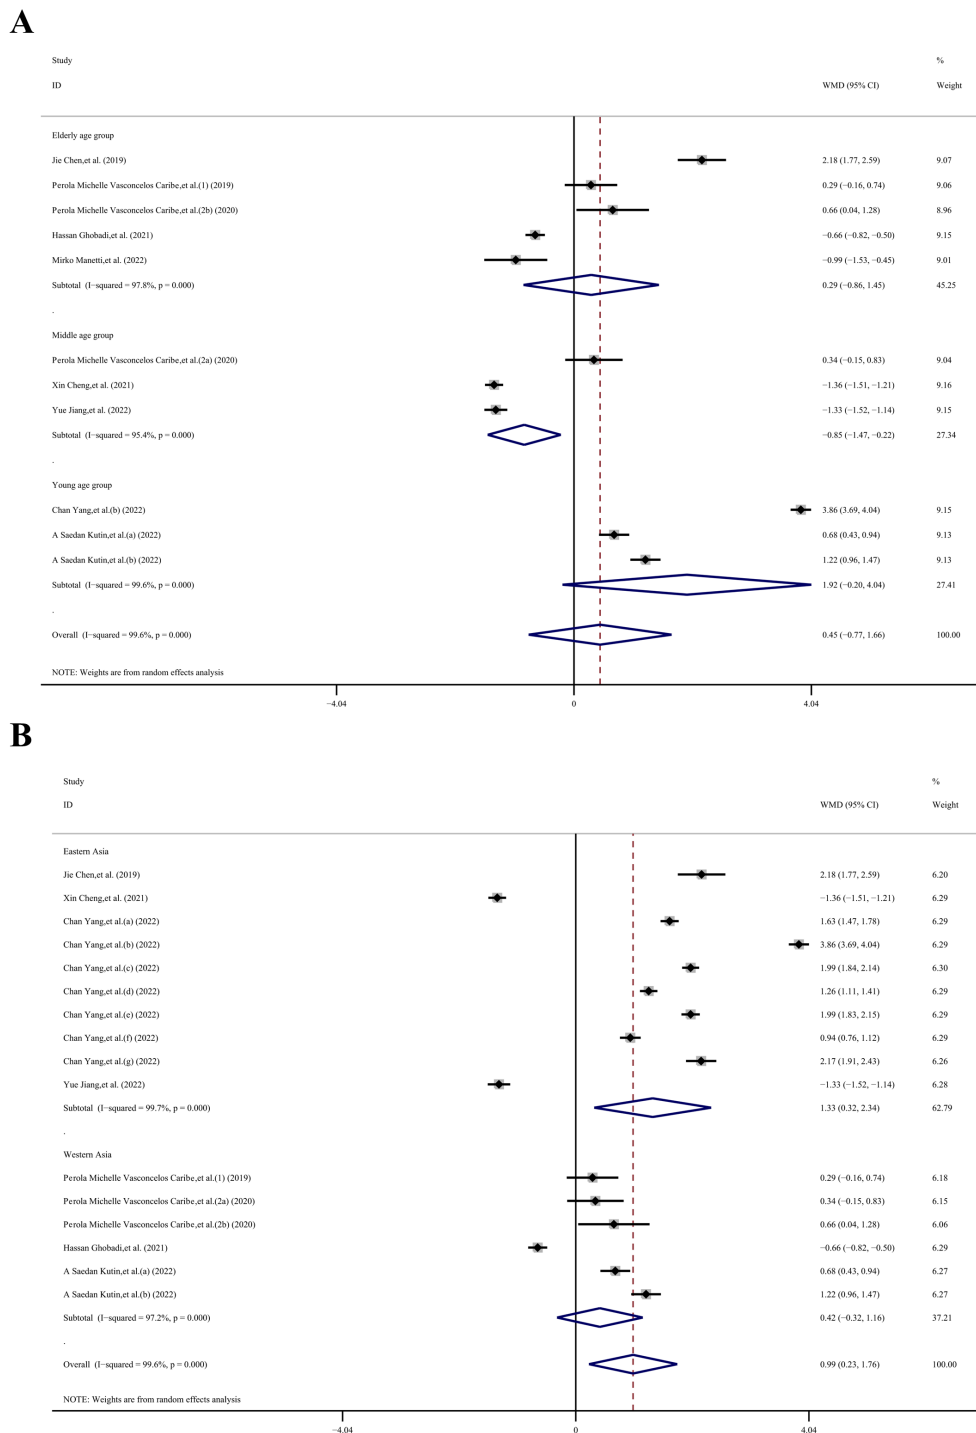 A
Study %
ID WMD (95% CI) Weight
Elderly age group
Jie Chen,et al. (2019) 2.18 (1.77, 2.59) 9.07
Perola Michelle Vasconcelos Caribe,et al.(1) (2019) 0.29 (−0.16, 0.74) 9.06
Perola Michelle Vasconcelos Caribe,et al.(2b) (2020) 0.66 (0.04, 1.28) 8.96
Hassan Ghobadi,et al. (2021) −0.66 (−0.82, −0.50) 9.15
Mirko Manetti,et al. (2022) −0.99 (−1.53, −0.45) 9.01
Subtotal (I−squared = 97.8%, p = 0.000) 0.29 (−0.86, 1.45) 45.25
.
Middle age group
Perola Michelle Vasconcelos Caribe,et al.(2a) (2020) 0.34 (−0.15, 0.83) 9.04
Xin Cheng,et al. (2021) −1.36 (−1.51, −1.21) 9.16
Yue Jiang,et al. (2022) −1.33 (−1.52, −1.14) 9.15
Subtotal (I−squared = 95.4%, p = 0.000) −0.85 (−1.47, −0.22) 27.34
.
Young age group
Chan Yang,et al.(b) (2022) 3.86 (3.69, 4.04) 9.15
A Saedan Kutin,et al.(a) (2022) 0.68 (0.43, 0.94) 9.13
A Saedan Kutin,et al.(b) (2022) 1.22 (0.96, 1.47) 9.13
Subtotal (I−squared = 99.6%, p = 0.000) 1.92 (−0.20, 4.04) 27.41
.
Overall (I−squared = 99.6%, p = 0.000) 0.45 (−0.77, 1.66) 100.00
NOTE: Weights are from random effects analysis
−4.04 0 4.04
B
Study %
ID WMD (95% CI) Weight
Eastern Asia
Jie Chen,et al. (2019) 2.18 (1.77, 2.59) 6.20
Xin Cheng,et al. (2021) −1.36 (−1.51, −1.21) 6.29
Chan Yang,et al.(a) (2022) 1.63 (1.47, 1.78) 6.29
Chan Yang,et al.(b) (2022) 3.86 (3.69, 4.04) 6.29
Chan Yang,et al.(c) (2022) 1.99 (1.84, 2.14) 6.30
Chan Yang,et al.(d) (2022) 1.26 (1.11, 1.41) 6.29
Chan Yang,et al.(e) (2022) 1.99 (1.83, 2.15) 6.29
Chan Yang,et al.(f) (2022) 0.94 (0.76, 1.12) 6.29
Chan Yang,et al.(g) (2022) 2.17 (1.91, 2.43) 6.26
Yue Jiang,et al. (2022) −1.33 (−1.52, −1.14) 6.28
Subtotal (I−squared = 99.7%, p = 0.000) 1.33 (0.32, 2.34) 62.79
.
Western Asia
Perola Michelle Vasconcelos Caribe,et al.(1) (2019) 0.29 (−0.16, 0.74) 6.18
Perola Michelle Vasconcelos Caribe,et al.(2a) (2020) 0.34 (−0.15, 0.83) 6.15
Perola Michelle Vasconcelos Caribe,et al.(2b) (2020) 0.66 (0.04, 1.28) 6.06
Hassan Ghobadi,et al. (2021) −0.66 (−0.82, −0.50) 6.29
A Saedan Kutin,et al.(a) (2022) 0.68 (0.43, 0.94) 6.27
A Saedan Kutin,et al.(b) (2022) 1.22 (0.96, 1.47) 6.27
Subtotal (I−squared = 97.2%, p = 0.000) 0.42 (−0.32, 1.16) 37.21
.
Overall (I−squared = 99.6%, p = 0.000) 0.99 (0.23, 1.76) 100.00
NOTE: Weights are from random effects analysis
−4.04 0 4.04